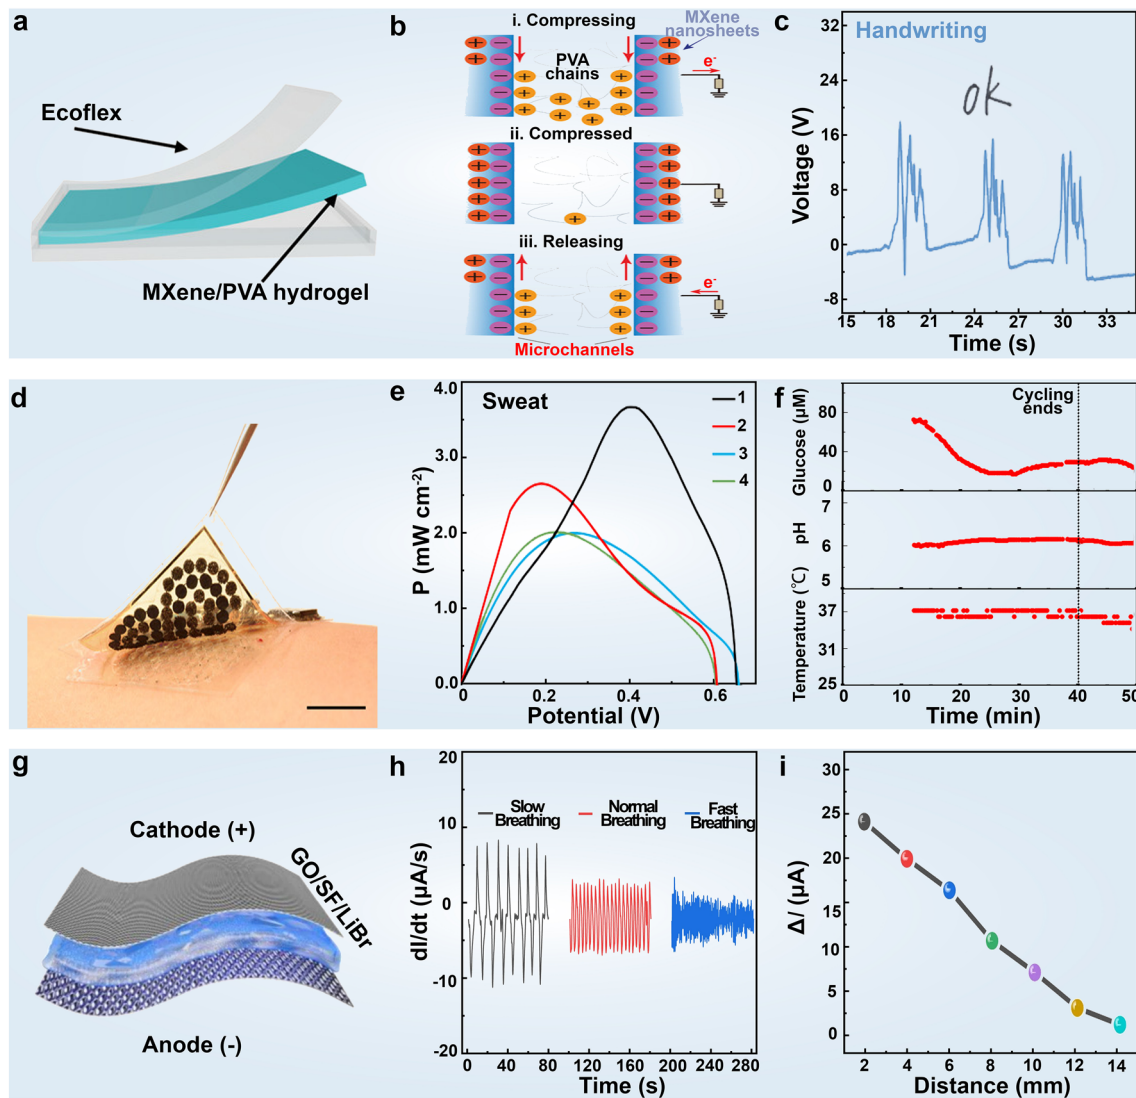 a
Ecoflex
MXene/PVA hydrogel
b
i. Compressing
MXene
nanosheets
PVA
chains
e-
ii. Compressed
iii. Releasing
e-
Microchannels
c
Handwriting
ok
Voltage (V)
32
24
16
8
0
-8
15 21 27 33
Time (s)
d
e
Sweat
1
2
3
4
P (mW cm-2)
4.0
3.0
2.0
1.0
0.0
0.0 0.2 0.4 0.6
Potential (V)
f
Cycling
ends
Glucose (µM)
80
40
0
pH
7
6
5
Temperature (℃)
37
31
25
0 10 20 30 40 50
Time (min)
g
Cathode (+)
GO/SF/LiBr
Anode (-)
h
Slow
Breathing
Normal
Breathing
Fast
Breathing
dI/dt (µA/s)
20
10
0
-10
-20
0 40 80 120 160 200 240 280
Time (s)
i
ΔI (µA)
30
25
20
15
10
5
0
2 4 6 8 10 12 14
Distance (mm)